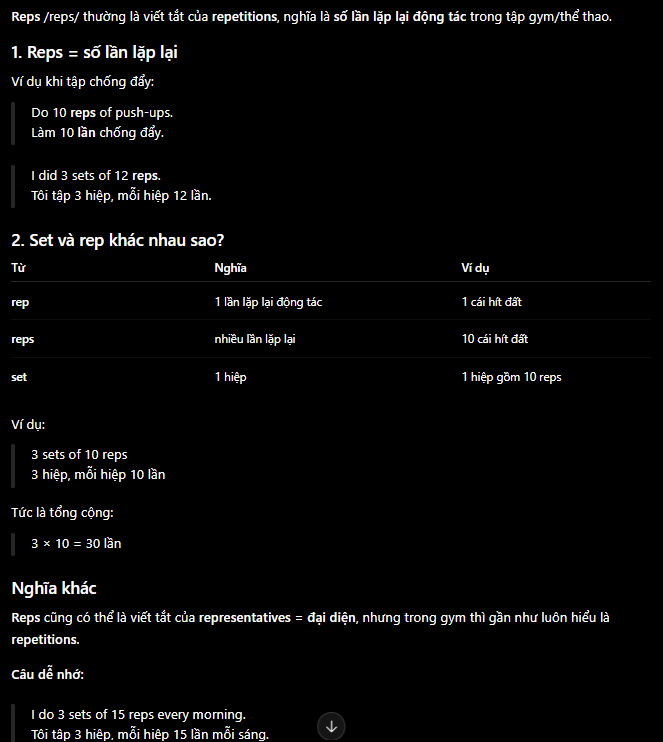 Reps /reps/ thường là viết tắt của repetitions, nghĩa là số lần lặp lại động tác trong tập gym/thể thao.
1. Reps = số lần lặp lại
Ví dụ khi tập chống đẩy:
Do 10 reps of push-ups.
Làm 10 lần chống đẩy.
I did 3 sets of 12 reps.
Tôi tập 3 hiệp, mỗi hiệp 12 lần.
2. Set và rep khác nhau sao?
Từ Nghĩa Ví dụ
rep 1 lần lặp lại động tác 1 cái hít đất
reps nhiều lần lặp lại 10 cái hít đất
set 1 hiệp 1 hiệp gồm 10 reps
Ví dụ:
3 sets of 10 reps
3 hiệp, mỗi hiệp 10 lần
Tức là tổng cộng:
3 × 10 = 30 lần
Nghĩa khác
Reps cũng có thể là viết tắt của representatives = đại diện, nhưng trong gym thì gần như luôn hiểu là
repetitions.
Câu dễ nhớ:
I do 3 sets of 15 reps every morning.
Tôi tập 3 hiệp, mỗi hiệp 15 lần mỗi sáng.